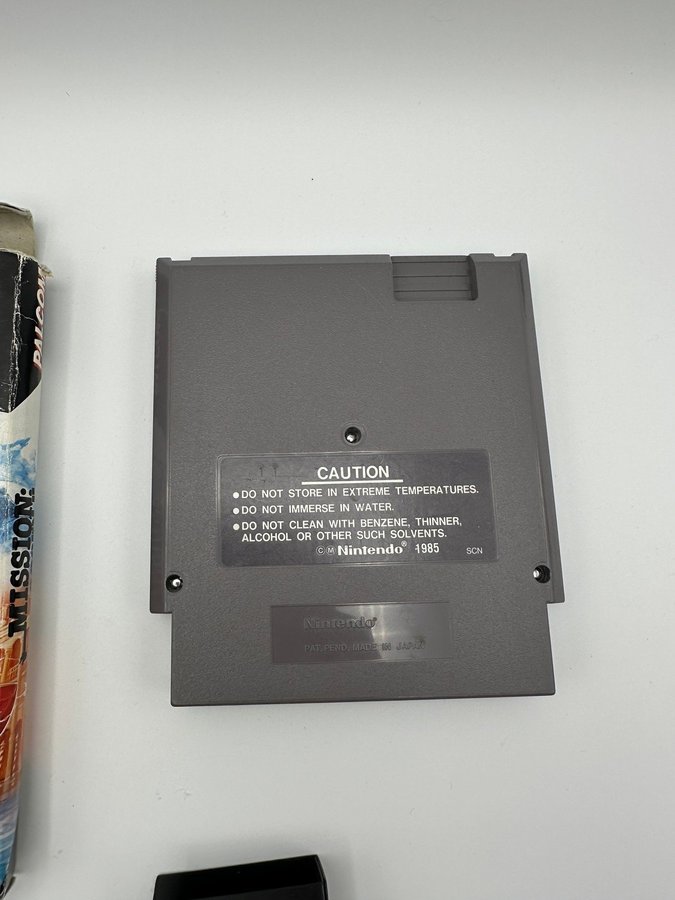 PALCOM
MISSION:
CAUTION
●DO NOT STORE IN EXTREME TEMPERATURES.
●DO NOT IMMERSE IN WATER.
●DO NOT CLEAN WITH BENZENE, THINNER,
ALCOHOL OR OTHER SUCH SOLVENTS.
©M Nintendo® 1985 SCN
Nintendo®
PAT. PEND. MADE IN JAPAN